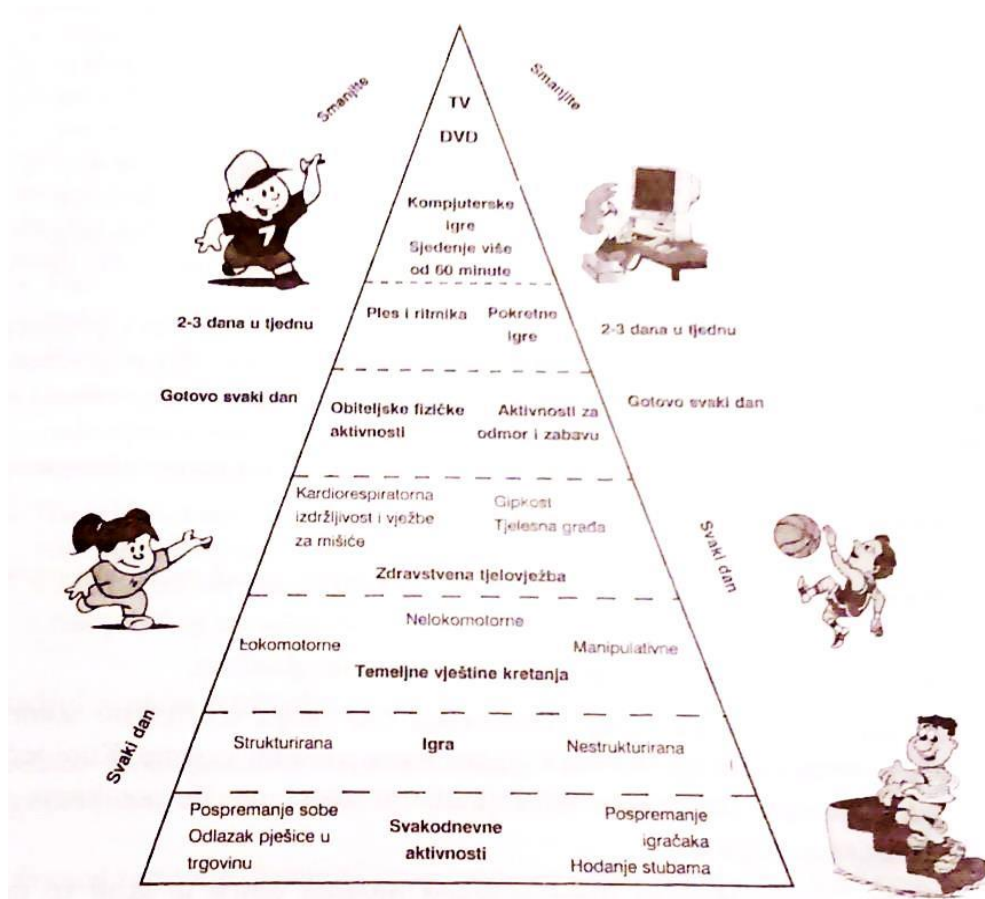 Smanjite
Smanjite
TV
DVD
Kompjuterske
igre
Sjedenje više
od 60 minute
2-3 dana u tjednu
Ples i ritmika
Pokretne
igre
2-3 dana u tjednu
Gotovo svaki dan
Obiteljske fizičke
aktivnosti
Aktivnosti za
odmor i zabavu
Gotovo svaki dan
Kardiorespiratorna
izdržljivost i vježbe
za mišiće
Gipkost
Tjelesna građa
Zdravstvena tjelovježba
Svaki dan
Nelokomotorne
Lokomotorne
Manipulativne
Temeljne vještine kretanja
7
Svaki dan
Strukturirana
Igra
Nestrukturirana
Pospremanje sobe
Odlazak pješice u
trgovinu
Svakodnevne
aktivnosti
Pospremanje
igračaka
Hodanje stubama